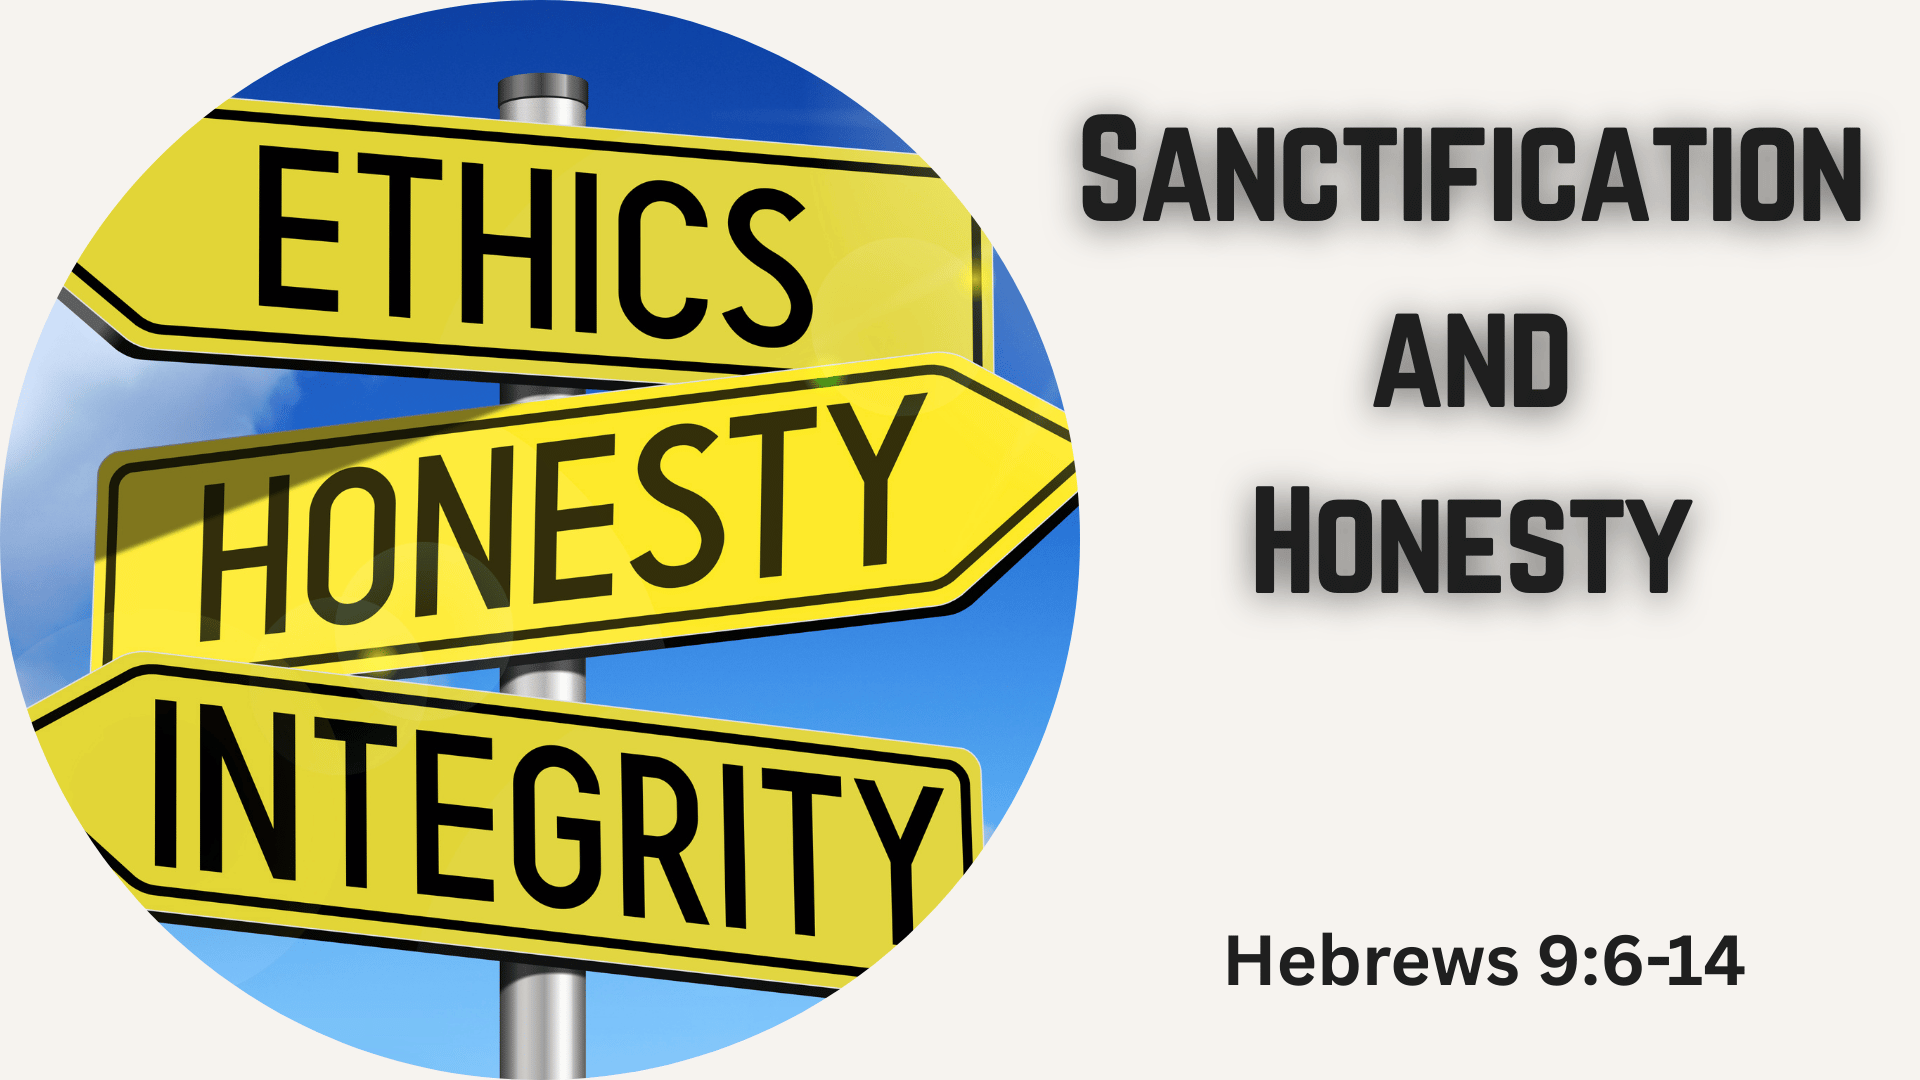 ETHICS
HONESTY
INTEGRITY
Sanctification
and
Honesty
Hebrews 9:6-14